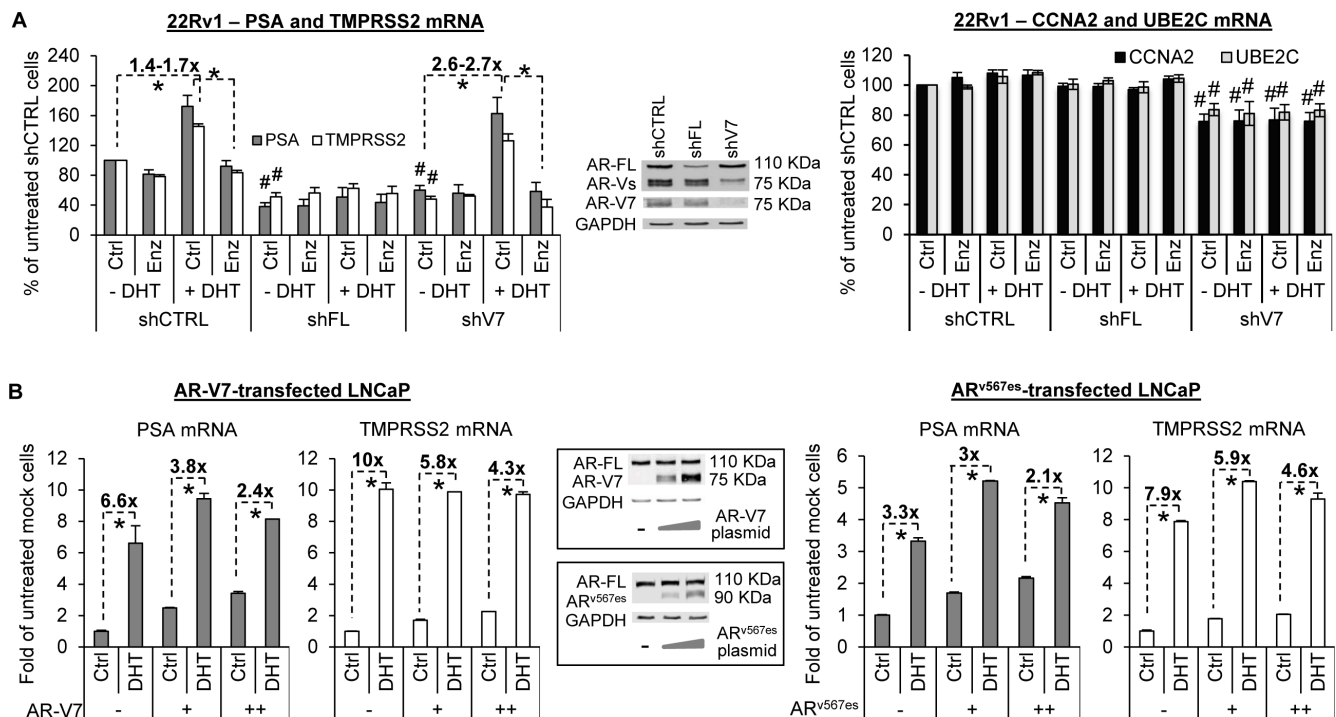 A
22Rv1 – PSA and TMPRSS2 mRNA
% of untreated shCTRL cells
240
200
160
120
80
40
0
1.4-1.7x
*
*
2.6-2.7x
*
*
PSA
TMPRSS2
# #
# #
Ctrl Enz Ctrl Enz Ctrl Enz Ctrl Enz Ctrl Enz Ctrl Enz
- DHT + DHT - DHT + DHT - DHT + DHT
shCTRL shFL shV7
shCTRL shFL shV7
AR-FL 110 KDa
AR-Vs 75 KDa
AR-V7 75 KDa
GAPDH
22Rv1 – CCNA2 and UBE2C mRNA
% of untreated shCTRL cells
120
100
80
60
40
20
0
CCNA2 UBE2C
## ## ## ##
Ctrl Enz Ctrl Enz Ctrl Enz Ctrl Enz Ctrl Enz Ctrl Enz
- DHT + DHT - DHT + DHT - DHT + DHT
shCTRL shFL shV7
B
AR-V7-transfected LNCaP
PSA mRNA
Fold of untreated mock cells
12
10
8
6
4
2
0
6.6x
*
3.8x
*
2.4x
*
Ctrl DHT Ctrl DHT Ctrl DHT
AR-V7 - + ++
TMPRSS2 mRNA
12
10
8
6
4
2
0
10x
*
5.8x
*
4.3x
*
Ctrl DHT Ctrl DHT Ctrl DHT
- + ++
AR-FL 110 KDa
AR-V7 75 KDa
GAPDH
- AR-V7
plasmid
AR-FL 110 KDa
ARv567es 90 KDa
GAPDH
- ARv567es
plasmid
ARv567es-transfected LNCaP
PSA mRNA
Fold of untreated mock cells
6
5
4
3
2
1
0
3.3x
*
3x
*
2.1x
*
Ctrl DHT Ctrl DHT Ctrl DHT
ARv567es - + ++
TMPRSS2 mRNA
12
10
8
6
4
2
0
7.9x
*
5.9x
*
4.6x
*
Ctrl DHT Ctrl DHT Ctrl DHT
- + ++